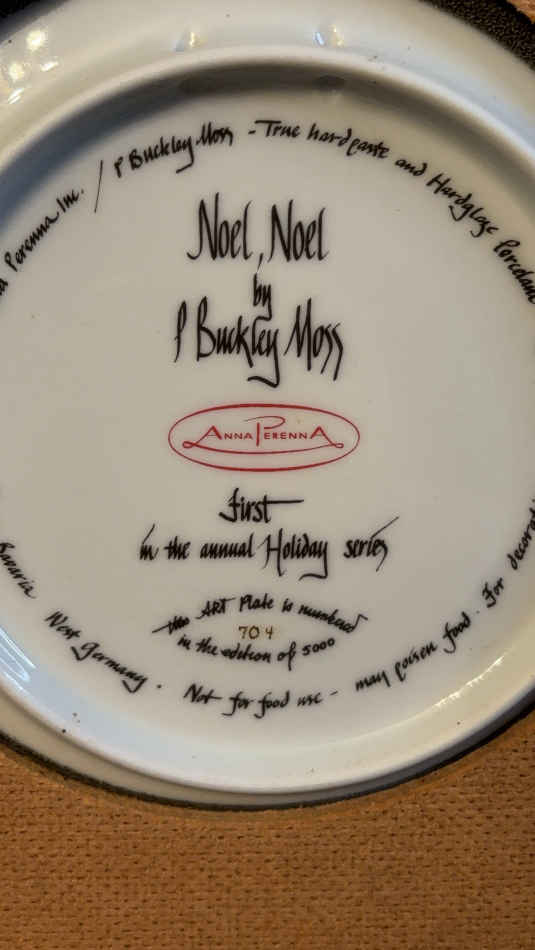 Perenna Inc. / P Buckley Moss - True hardpaste and Hardglaze Porcelain
Noel, Noel
by
P Buckley Moss
ANNA PERENNA
First
in the annual Holiday series
this ART Plate is numbered
704
in the edition of 5000
Bavaria West Germany. Not for food use - may poison food. For